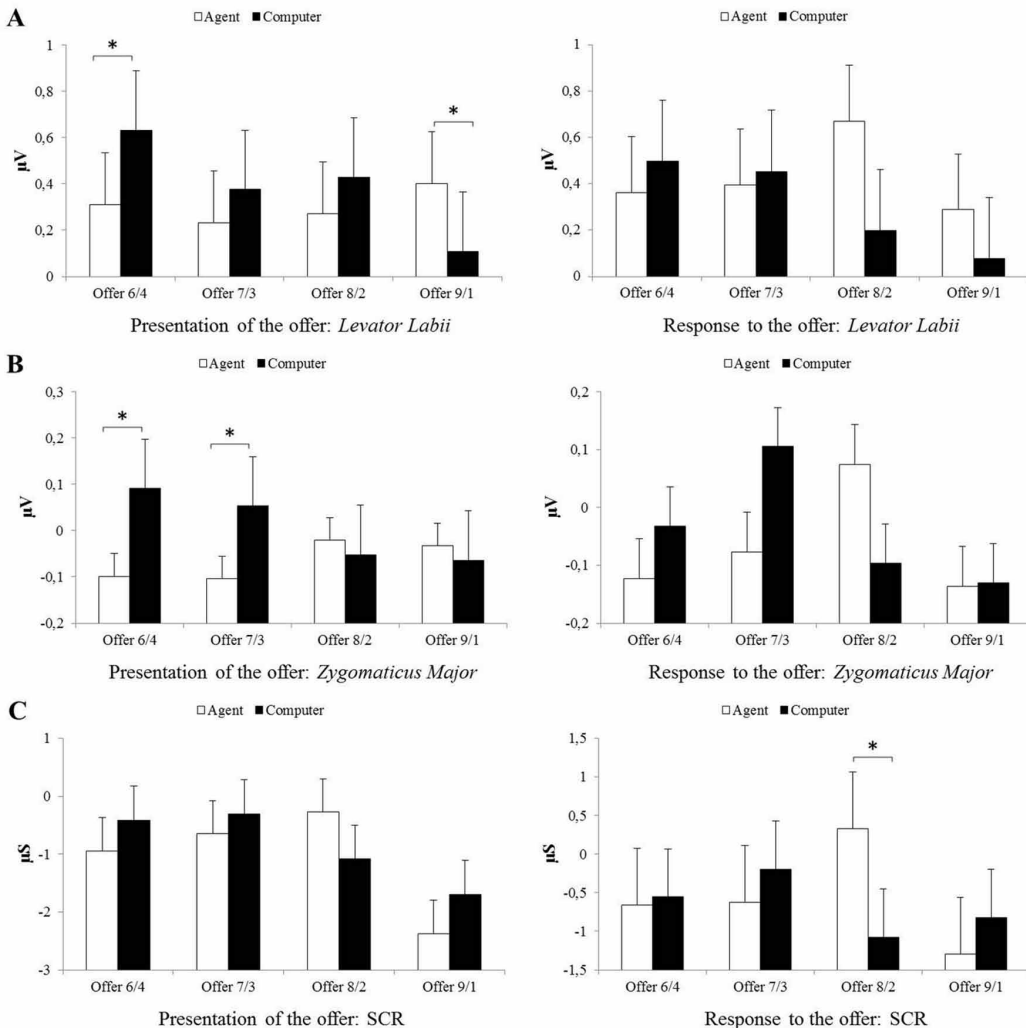 A
Agent Computer
1
0,8
0,6
0,4
0,2
0
µV
*
*
Offer 6/4 Offer 7/3 Offer 8/2 Offer 9/1
Presentation of the offer: Levator Labii
Agent Computer
1
0,8
0,6
0,4
0,2
0
µV
Offer 6/4 Offer 7/3 Offer 8/2 Offer 9/1
Response to the offer: Levator Labii
B
Agent Computer
0,3
0,2
0,1
0
-0,1
-0,2
µV
*
*
Offer 6/4 Offer 7/3 Offer 8/2 Offer 9/1
Presentation of the offer: Zygomaticus Major
Agent Computer
0,2
0,1
0
-0,1
-0,2
µV
Offer 6/4 Offer 7/3 Offer 8/2 Offer 9/1
Response to the offer: Zygomaticus Major
C
Agent Computer
1
0
-1
-2
-3
µS
Offer 6/4 Offer 7/3 Offer 8/2 Offer 9/1
Presentation of the offer: SCR
Agent Computer
1,5
1
0,5
0
-0,5
-1
-1,5
µS
*
Offer 6/4 Offer 7/3 Offer 8/2 Offer 9/1
Response to the offer: SCR